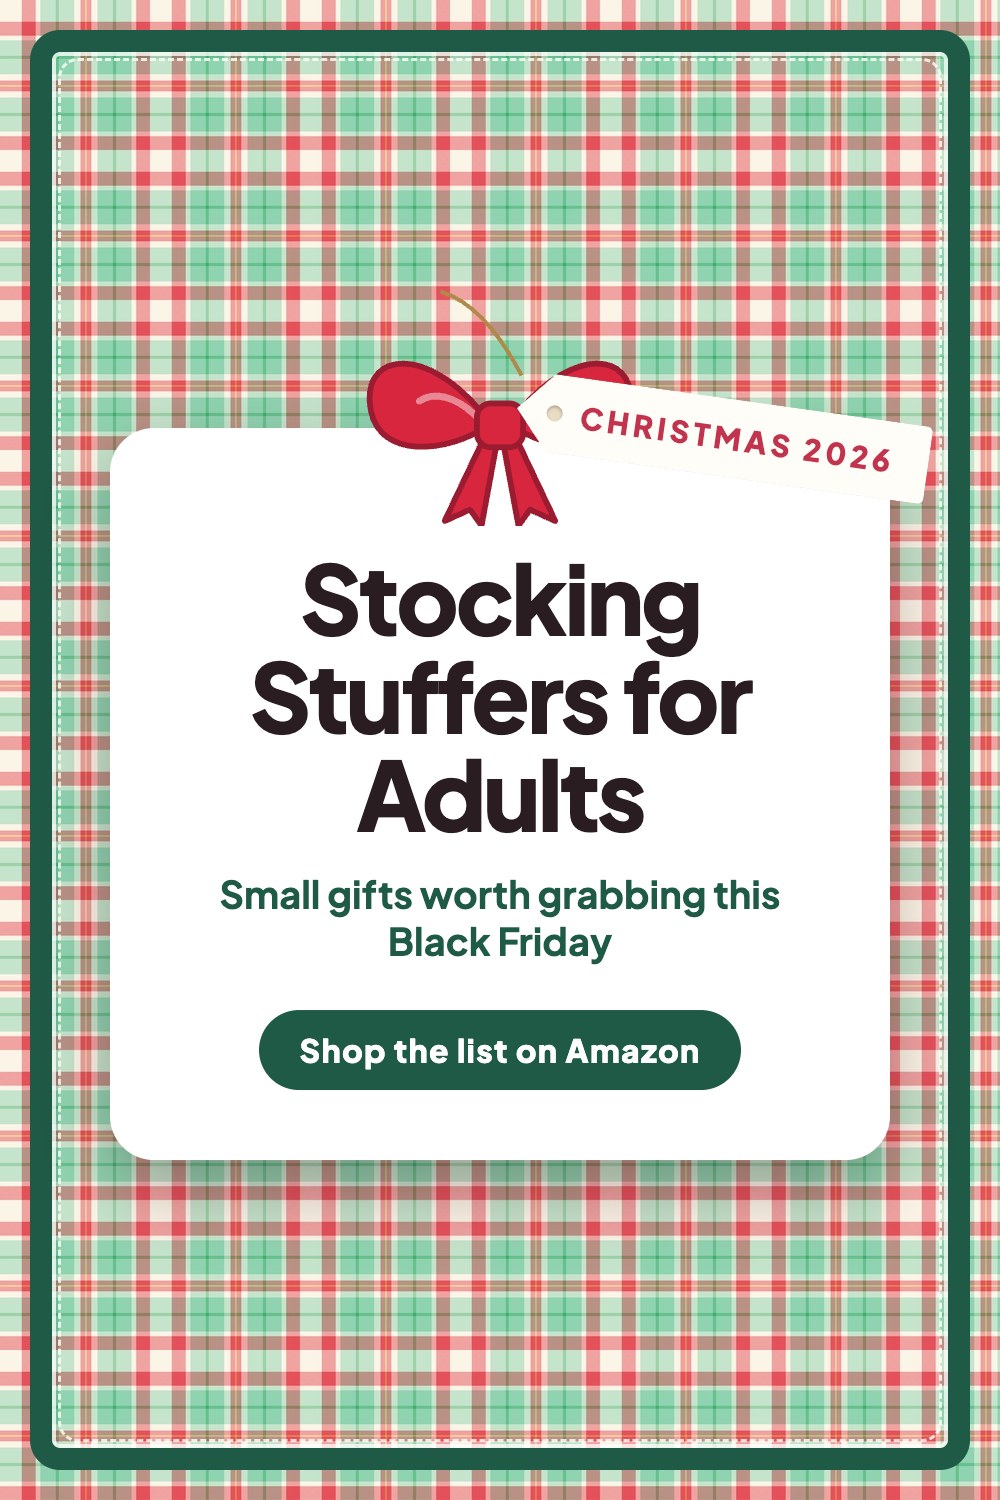 CHRISTMAS 2026
Stocking
Stuffers for
Adults
Small gifts worth grabbing this
Black Friday
Shop the list on Amazon